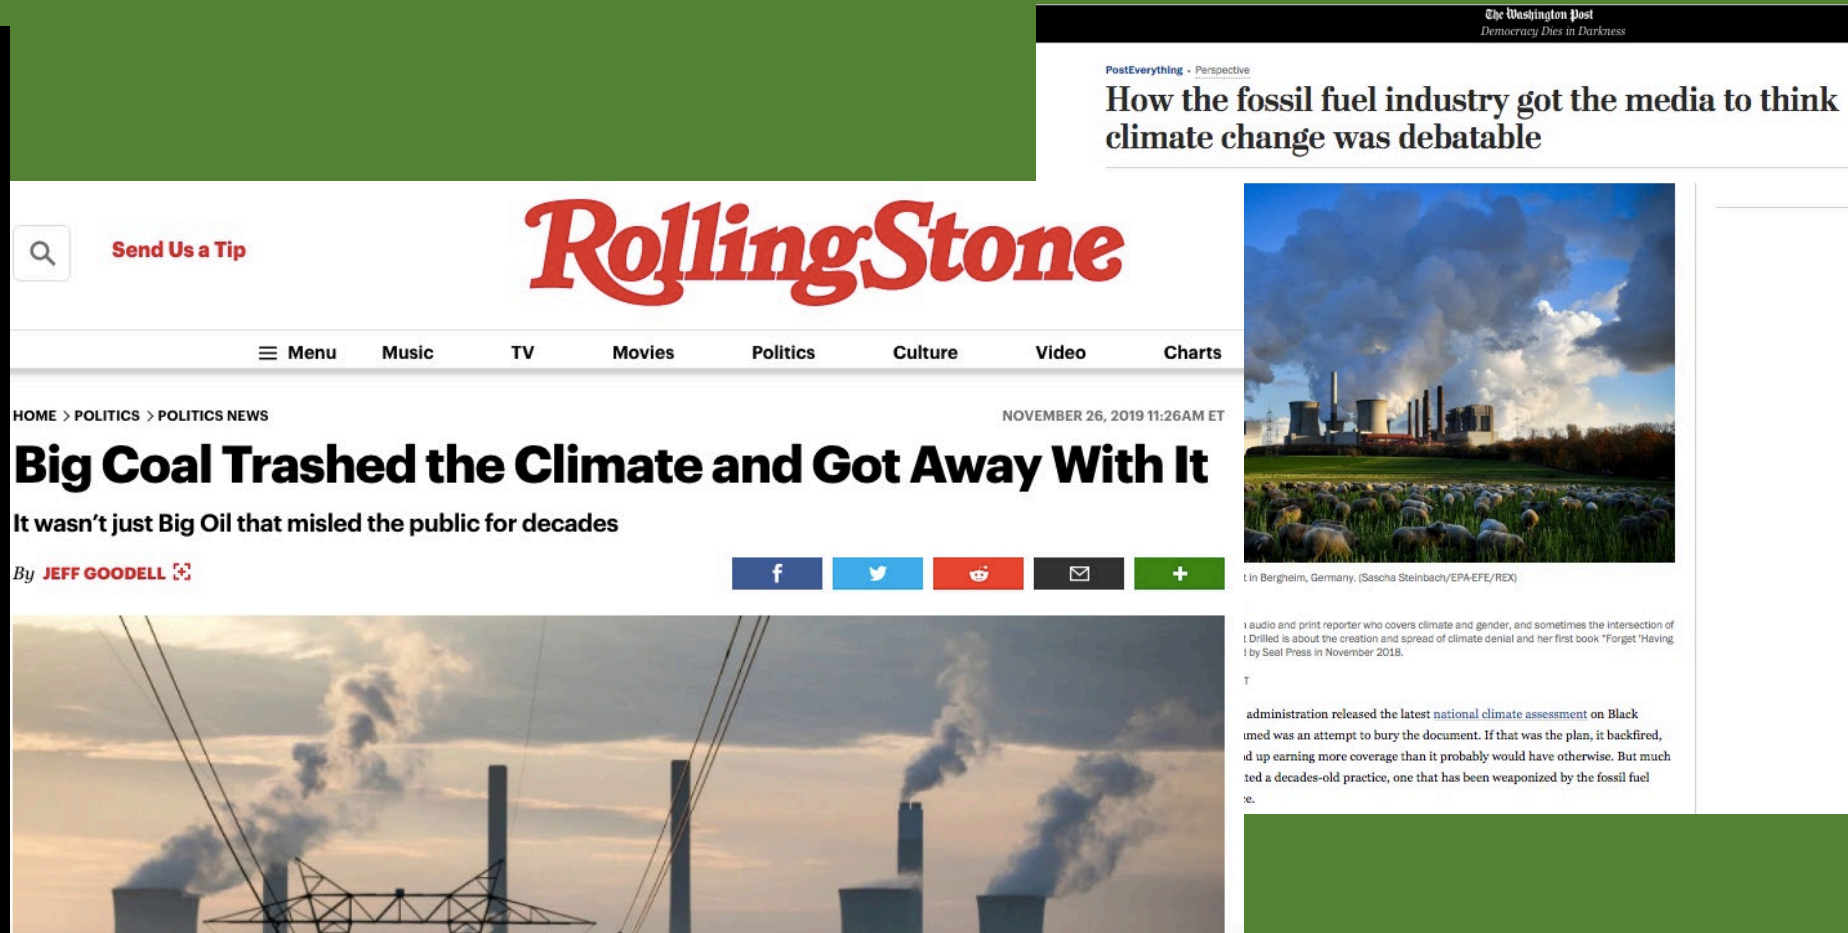 The Washington Post
Democracy Dies in Darkness
PostEverything • Perspective
How the fossil fuel industry got the media to think
climate change was debatable
Send Us a Tip
RollingStone
Menu Music TV Movies Politics Culture Video Charts
HOME > POLITICS > POLITICS NEWS
NOVEMBER 26, 2019 11:26AM ET
Big Coal Trashed the Climate and Got Away With It
It wasn't just Big Oil that misled the public for decades
By JEFF GOODELL
t in Bergheim, Germany. (Sascha Steinbach/EPA-EFE/REX)
audio and print reporter who covers climate and gender, and sometimes the intersection of
t Drilled is about the creation and spread of climate denial and her first book "Forget 'Having
by Seal Press in November 2018.
T
administration released the latest national climate assessment on Black
med was an attempt to bury the document. If that was the plan, it backfired,
d up earning more coverage than it probably would have otherwise. But much
ted a decades-old practice, one that has been weaponized by the fossil fuel
e.